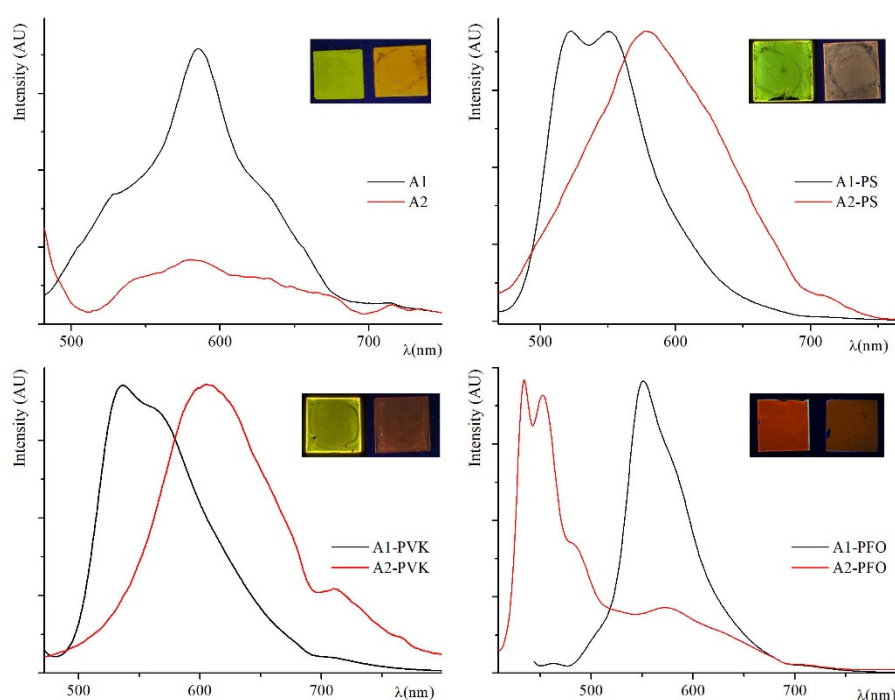 Intensity (AU)
A1
A2
500
600
700
λ(nm)
Intensity (AU)
A1-PS
A2-PS
500
600
700
λ(nm)
Intensity (AU)
A1-PVK
A2-PVK
500
600
700
λ(nm)
Intensity (AU)
A1-PFO
A2-PFO
500
600
700
λ(nm)